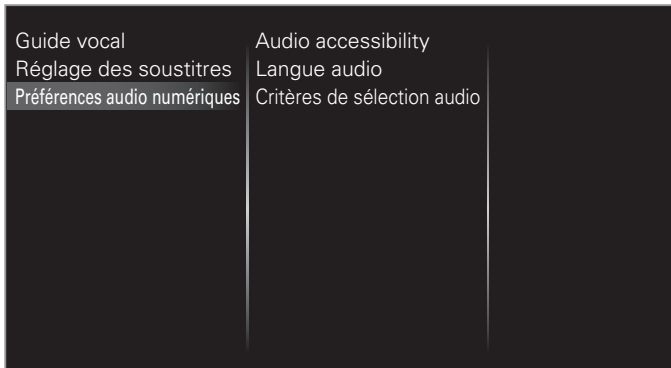 Guide vocal
Réglage des soustitres
Préférences audio numériques
Audio accessibility
Langue audio
Critères de sélection audio